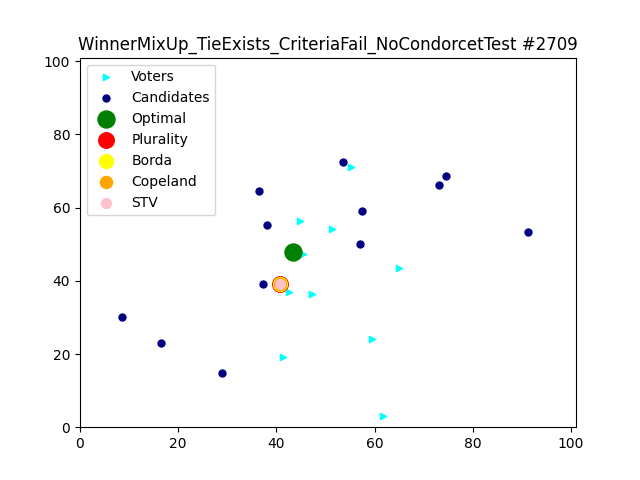 WinnerMixUp_TieExists_CriteriaFail_NoCondorcetTest #2709
100
80
60
40
20
0
0 20 40 60 80 100
Voters
Candidates
Optimal
Plurality
Borda
Copeland
STV